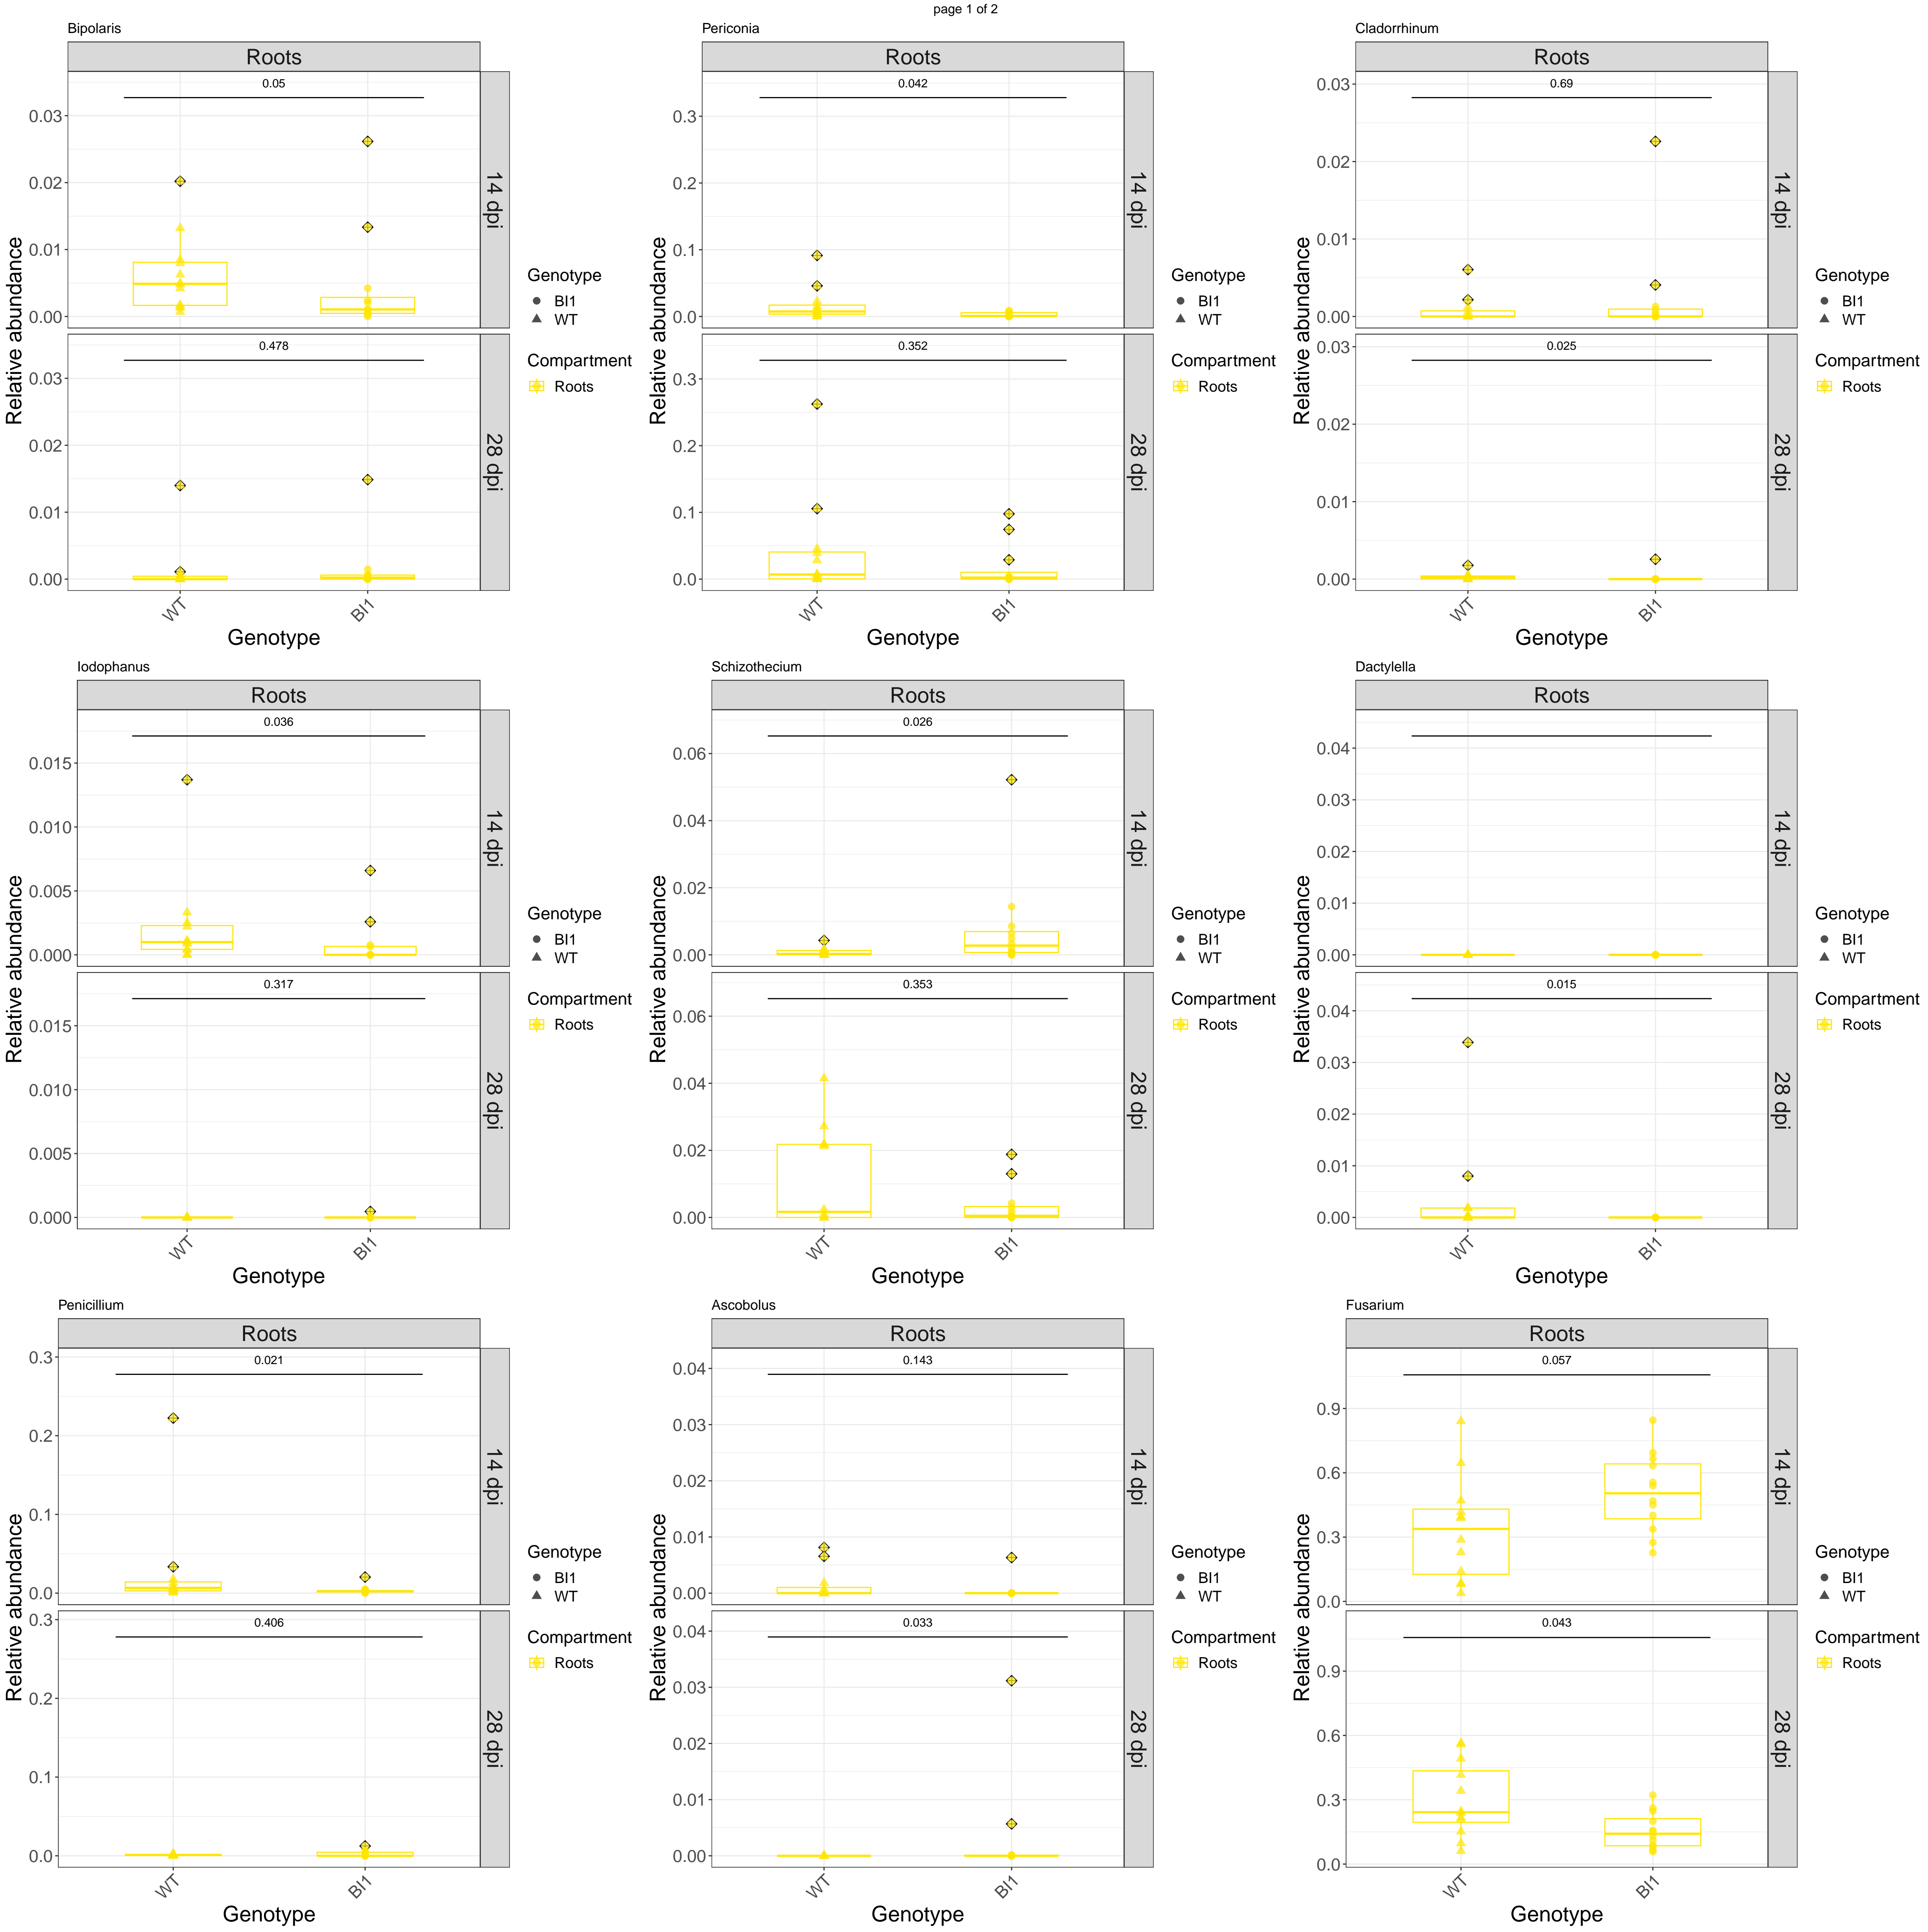 page 1 of 2
Bipolaris
Roots
0.05
0.03
0.02
0.01
0.00
14 dpi
0.478
0.03
0.02
0.01
0.00
28 dpi
Relative abundance
WT
BI1
Genotype
Genotype
BI1
WT
Compartment
Roots
Periconia
Roots
0.042
0.3
0.2
0.1
0.0
14 dpi
0.352
0.3
0.2
0.1
0.0
28 dpi
Relative abundance
WT
BI1
Genotype
Genotype
BI1
WT
Compartment
Roots
Cladorrhinum
Roots
0.69
0.03
0.02
0.01
0.00
14 dpi
0.025
0.03
0.02
0.01
0.00
28 dpi
Relative abundance
WT
BI1
Genotype
Genotype
BI1
WT
Compartment
Roots
Iodophanus
Roots
0.036
0.015
0.010
0.005
0.000
14 dpi
0.317
0.015
0.010
0.005
0.000
28 dpi
Relative abundance
WT
BI1
Genotype
Genotype
BI1
WT
Compartment
Roots
Schizothecium
Roots
0.026
0.06
0.04
0.02
0.00
14 dpi
0.353
0.06
0.04
0.02
0.00
28 dpi
Relative abundance
WT
BI1
Genotype
Genotype
BI1
WT
Compartment
Roots
Dactylella
Roots
0.04
0.03
0.02
0.01
0.00
14 dpi
0.015
0.04
0.03
0.02
0.01
0.00
28 dpi
Relative abundance
WT
BI1
Genotype
Genotype
BI1
WT
Compartment
Roots
Penicillium
Roots
0.021
0.3
0.2
0.1
0.0
14 dpi
0.406
0.3
0.2
0.1
0.0
28 dpi
Relative abundance
WT
BI1
Genotype
Genotype
BI1
WT
Compartment
Roots
Ascobolus
Roots
0.143
0.04
0.03
0.02
0.01
0.00
14 dpi
0.033
0.04
0.03
0.02
0.01
0.00
28 dpi
Relative abundance
WT
BI1
Genotype
Genotype
BI1
WT
Compartment
Roots
Fusarium
Roots
0.057
0.9
0.6
0.3
0.0
14 dpi
0.043
0.9
0.6
0.3
0.0
28 dpi
Relative abundance
WT
BI1
Genotype
Genotype
BI1
WT
Compartment
Roots